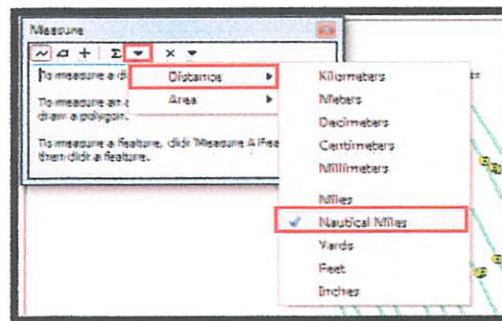 Measure
To measure a di
To measure an a
draw a polygon.
To measure a feature, click 'Measure A Fea
then click a feature.
Distance
Area
Kilometers
Meters
Decimeters
Centimeters
Millimeters
Miles
Nautical Miles
Yards
Feet
Inches